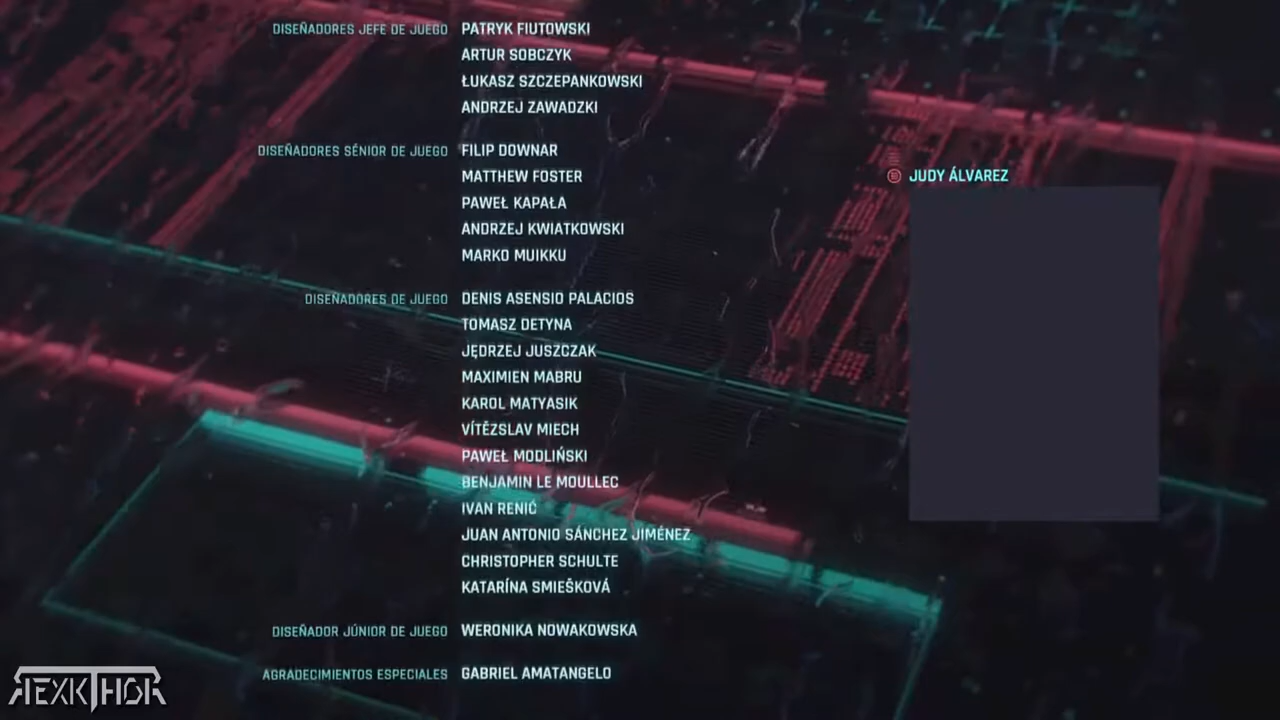 DISEÑADORES JEFE DE JUEGO PATRYK FIUTOWSKI
ARTUR SOBCZYK
ŁUKASZ SZCZEPANKOWSKI
ANDRZEJ ZAWADZKI
DISEÑADORES SÉNIOR DE JUEGO FILIP DOWNAR
MATTHEW FOSTER
PAWEŁ KAPAŁA
ANDRZEJ KWIATKOWSKI
MARKO MUIKKU
DISEÑADORES DE JUEGO DENIS ASENSIO PALACIOS
TOMASZ DETYNA
JĘDRZEJ JUSZCZAK
MAXIMIEN MABRU
KAROL MATYASIK
VÍTĚZSLAV MIECH
PAWEŁ MODLIŃSKI
BENJAMIN LE MOULLEC
IVAN RENIĆ
JUAN ANTONIO SÁNCHEZ JIMÉNEZ
CHRISTOPHER SCHULTE
KATARÍNA SMIEŠKOVÁ
DISEÑADOR JÚNIOR DE JUEGO WERONIKA NOWAKOWSKA
AGRADECIMIENTOS ESPECIALES GABRIEL AMATANGELO
JUDY ÁLVAREZ